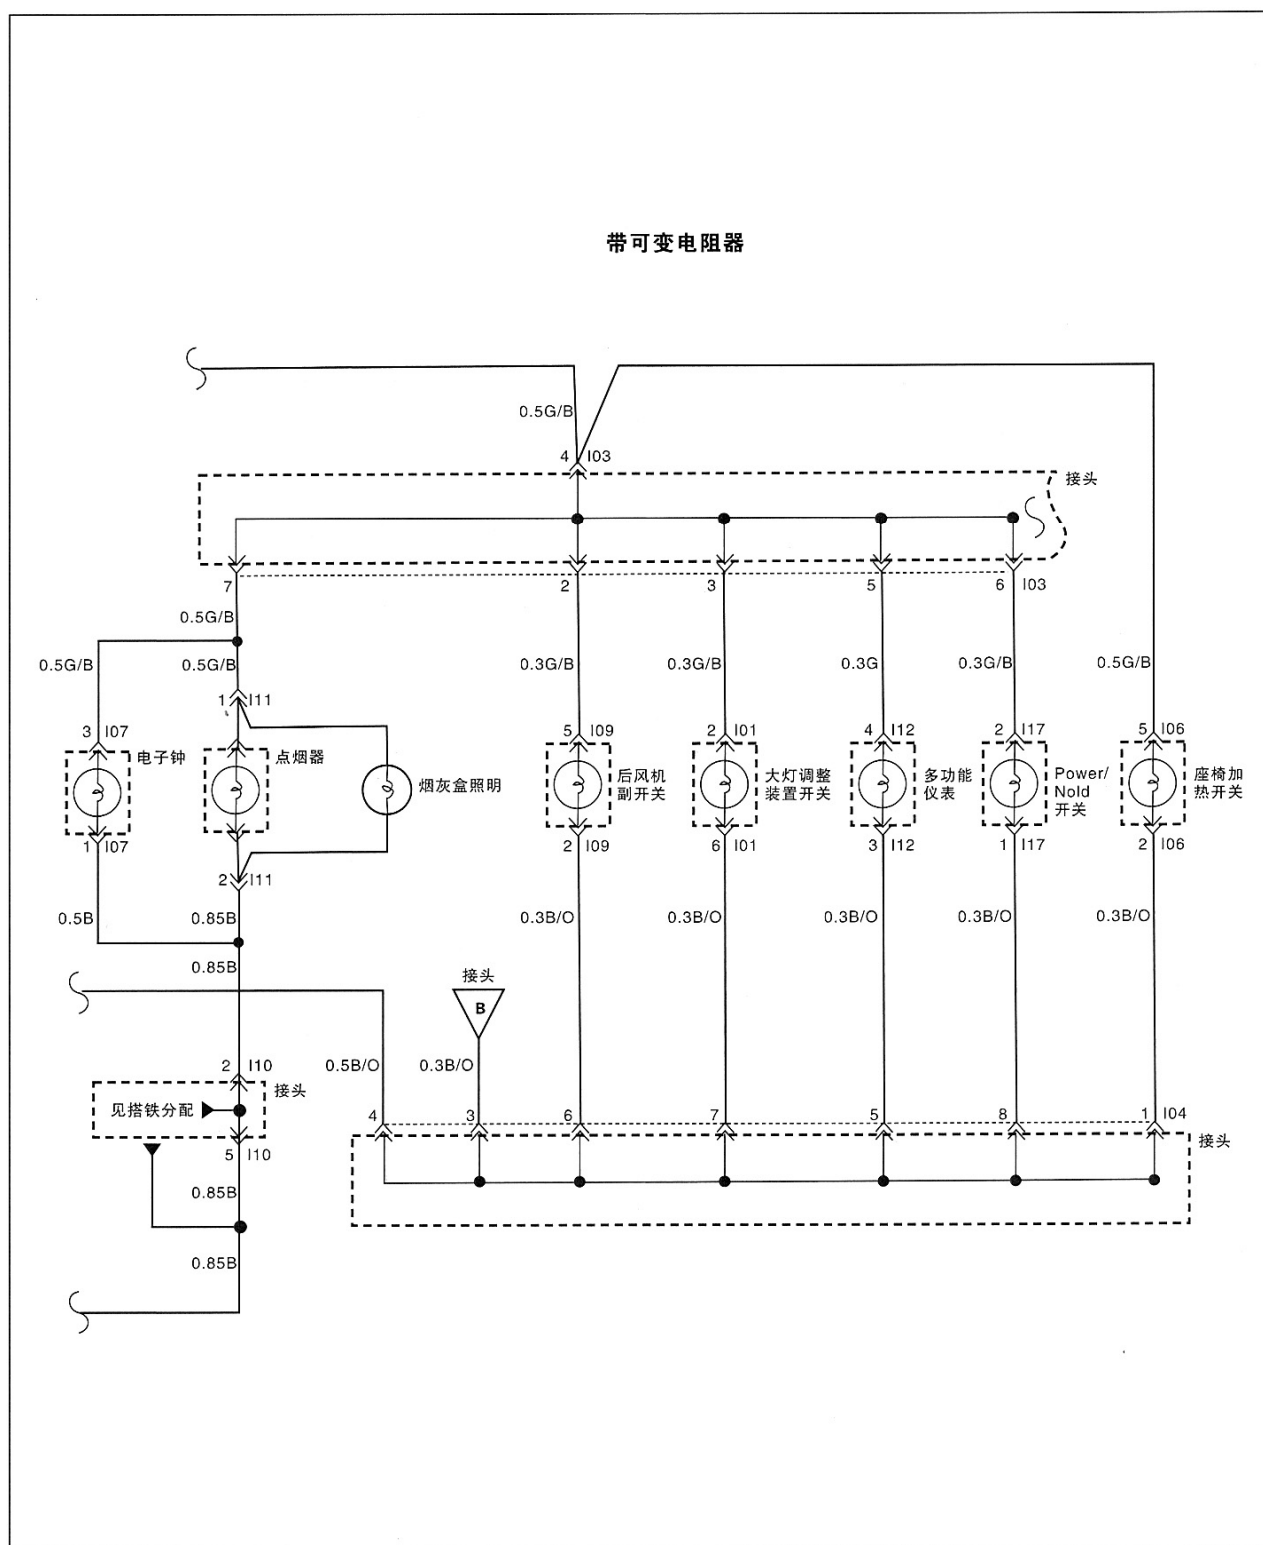 带可变电阻器
0.5G/B
4 I03
接头
7 2 3 5 6 I03
0.5G/B
0.5G/B 0.5G/B 0.3G/B 0.3G/B 0.3G 0.3G/B 0.5G/B
1 I11
3 I07 5 I09 2 I01 4 I12 2 I17 5 I06
电子钟
点烟器
烟灰盒照明
后风机
副开关
大灯调整
装置开关
多功能
仪表
Power/
Nold
开关
座椅加
热开关
1 I07 2 I09 6 I01 3 I12 1 I17 2 I06
2 I11
0.5B 0.85B 0.3B/O 0.3B/O 0.3B/O 0.3B/O 0.3B/O
0.85B
接头
B
2 I10 0.5B/O 0.3B/O
接头
见搭铁分配
4 3 6 7 5 8 1 I04
接头
5 I10
0.85B
0.85B